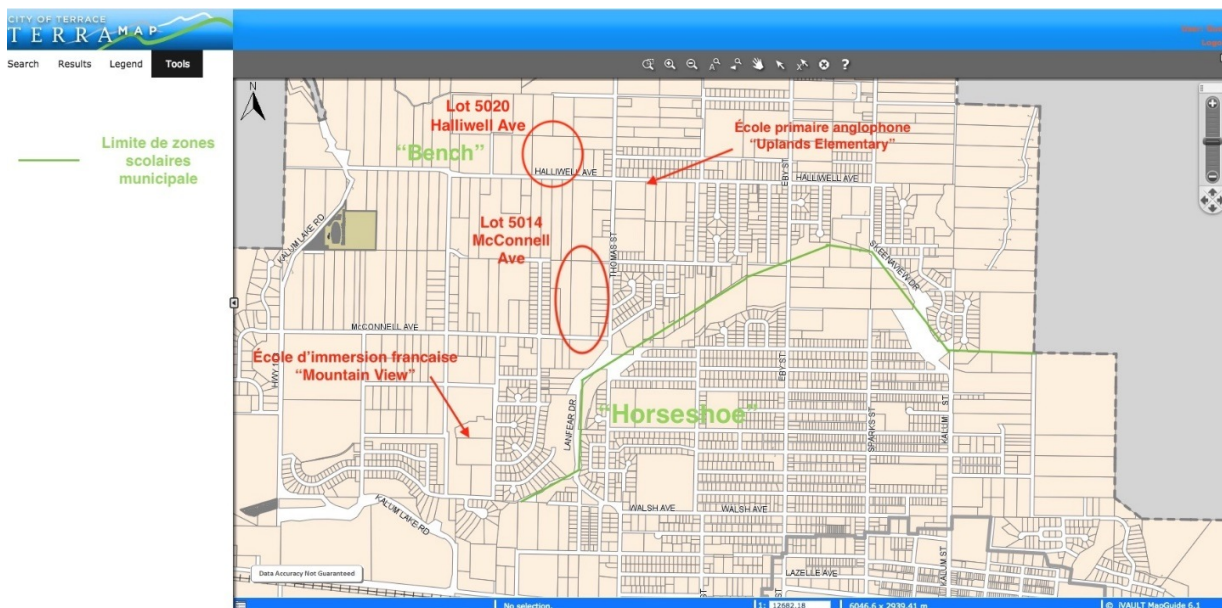 CITY OF TERRACE
TERRAMAP
Search Results Legend Tools
Limite de zones
scolaires
municipale
N
Lot 5020
Halliwell Ave
"Bench"
École primaire anglophone
"Uplands Elementary"
HALLIWELL AVE
EBY ST
HALLIWELL AVE
KALUM LAKE RD
Lot 5014
McConnell
Ave
THOMAS ST
SKEENAVIEW DR
McCONNELL AVE
École d'immersion francaise
"Mountain View"
HWY 1
LANFEAR DR
"Horseshoe"
EBY ST
SPARKS ST
KALUM ST
KALUM LAKE RD
WALSH AVE
WALSH AVE
LAZELLE AVE
KALUM ST
Data Accuracy Not Guaranteed
No selection.
1: 12682.18
6046.6 x 2939.41 m
© iVAULT MapGuide 6.1